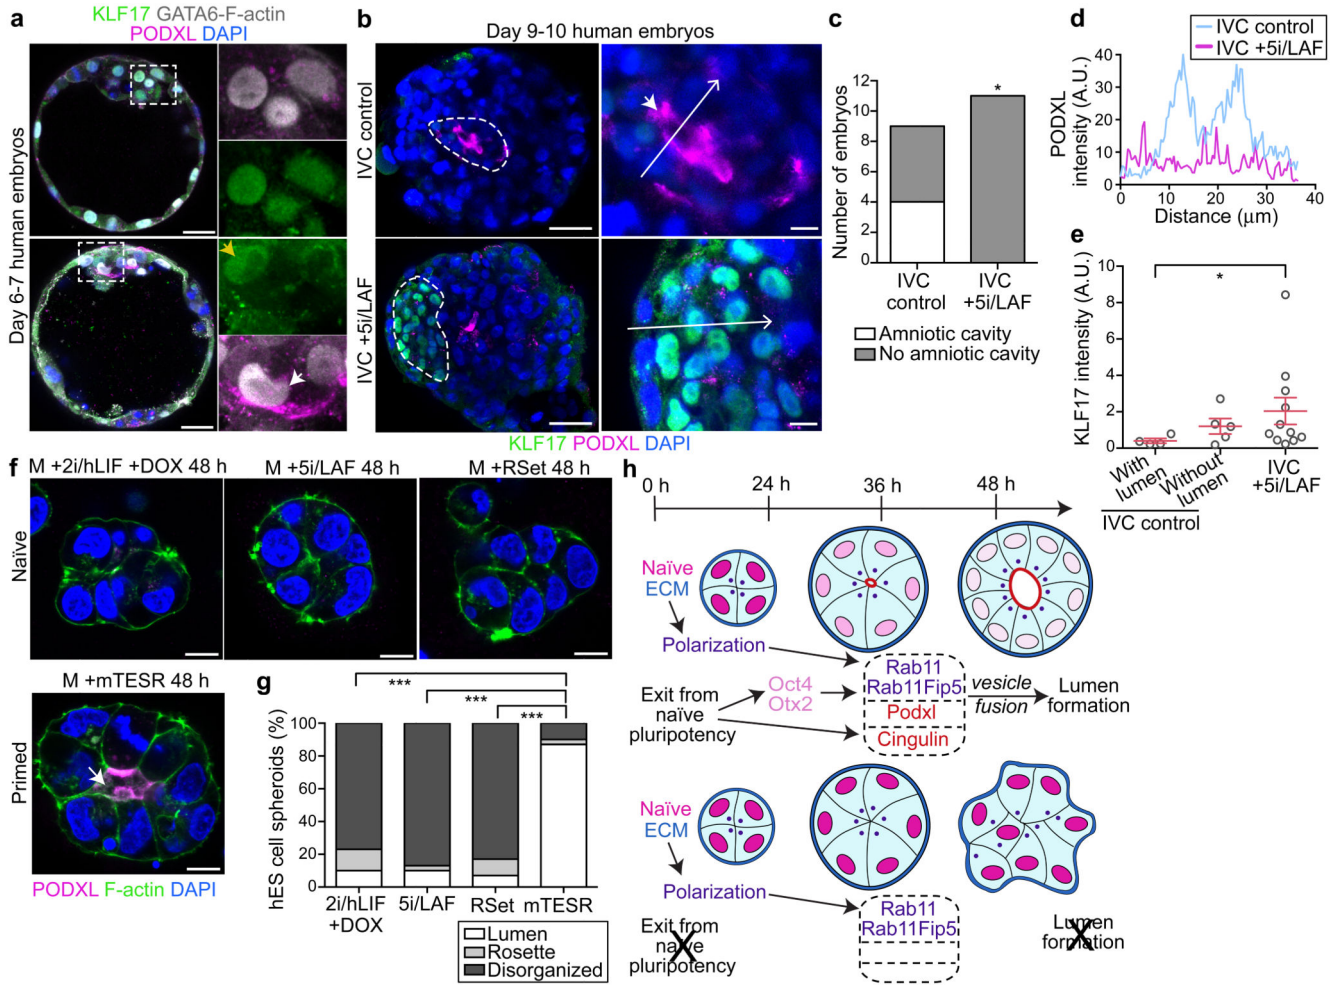 a
KLF17 GATA6-F-actin
PODXL DAPI
Day 6-7 human embryos
b
Day 9-10 human embryos
IVC control
IVC +5i/LAF
KLF17 PODXL DAPI
c
Number of embryos
12
10
8
6
4
2
0
*
IVC control
IVC +5i/LAF
Amniotic cavity
No amniotic cavity
d
IVC control
IVC +5i/LAF
PODXL
intensity (A.U.)
40
30
20
10
0
0 10 20 30 40
Distance (μm)
e
KLF17 intensity (A.U.)
10
8
6
4
2
0
*
With lumen
Without lumen
IVC +5i/LAF
IVC control
f
M +2i/hLIF +DOX 48 h
M +5i/LAF 48 h
M +RSet 48 h
Naïve
M +mTESR 48 h
Primed
PODXL F-actin DAPI
g
hES cell spheroids (%)
100
80
60
40
20
0
***
***
***
2i/hLIF +DOX
5i/LAF
RSet
mTESR
Lumen
Rosette
Disorganized
h
0 h 24 h 36 h 48 h
Naïve
ECM
Polarization
Exit from
naïve
pluripotency
Oct4
Otx2
Rab11
Rab11Fip5
Podxl
Cingulin
vesicle
fusion
Lumen
formation
Naïve
ECM
Polarization
Exit from
naïve
pluripotency
Rab11
Rab11Fip5
Lumen
formation